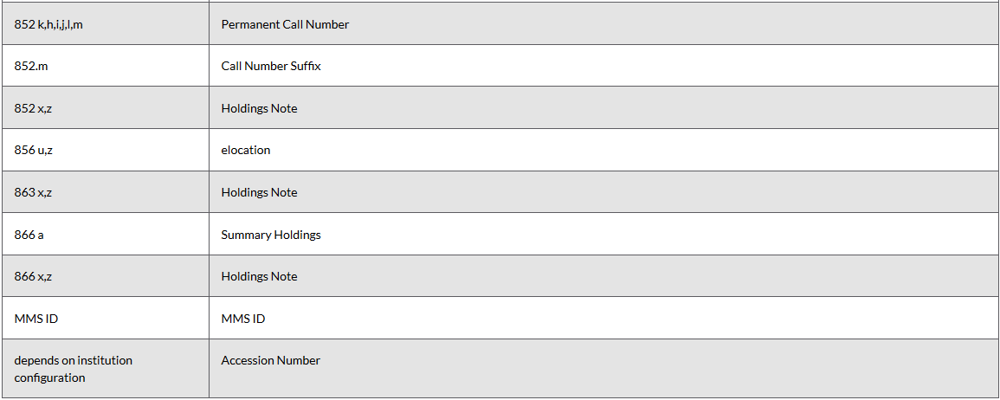 852 k,h,i,j,l,m Permanent Call Number
852.m Call Number Suffix
852 x,z Holdings Note
856 u,z elocation
863 x,z Holdings Note
866 a Summary Holdings
866 x,z Holdings Note
MMS ID MMS ID
depends on institution Accession Number
configuration